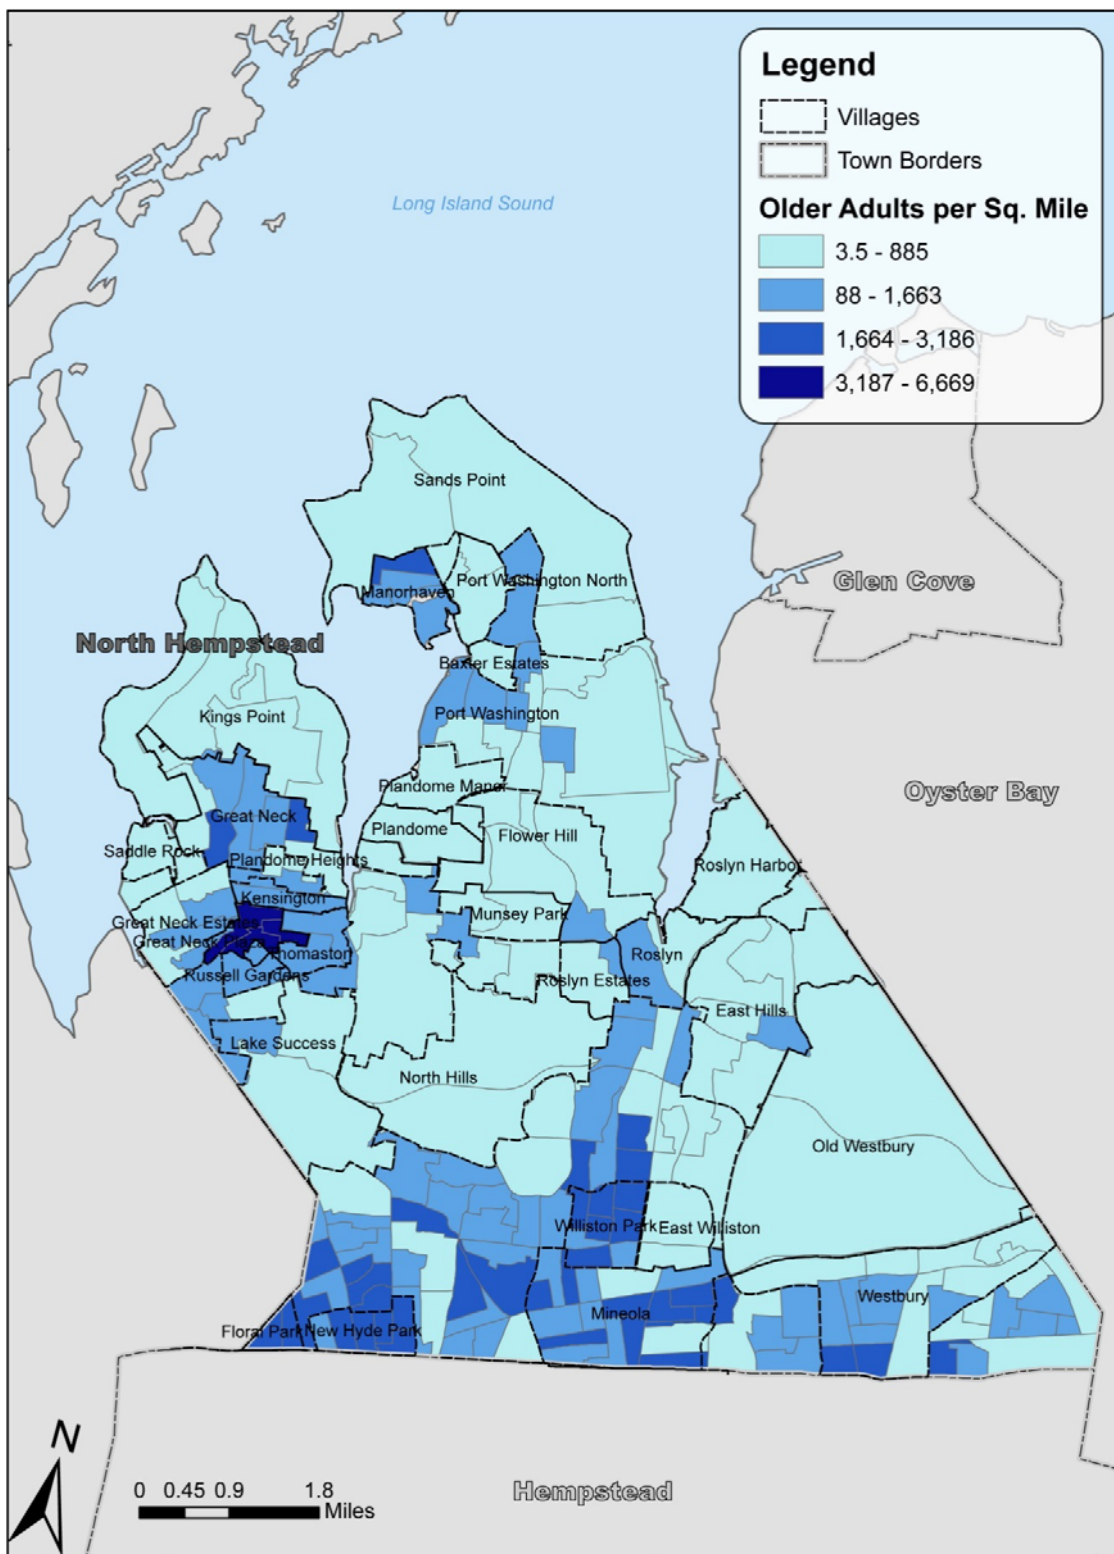 Legend
Villages
Town Borders
Older Adults per Sq. Mile
3.5 - 885
88 - 1,663
1,664 - 3,186
3,187 - 6,669
Long Island Sound
Sands Point
Manorhaven
Port Washington North
Glen Cove
North Hempstead
Baxter Estates
Kings Point
Port Washington
Plandome Manor
Oyster Bay
Great Neck
Plandome
Flower Hill
Saddle Rock
Plandome Heights
Roslyn Harbor
Kensington
Munsey Park
Great Neck Estates
Great Neck Plaza
Thomaston
Roslyn
Russell Gardens
Roslyn Estates
East Hills
Lake Success
North Hills
Old Westbury
Williston Park
East Williston
Westbury
Mineola
Floral Park
New Hyde Park
N
0 0.45 0.9 1.8
Miles
Hempstead